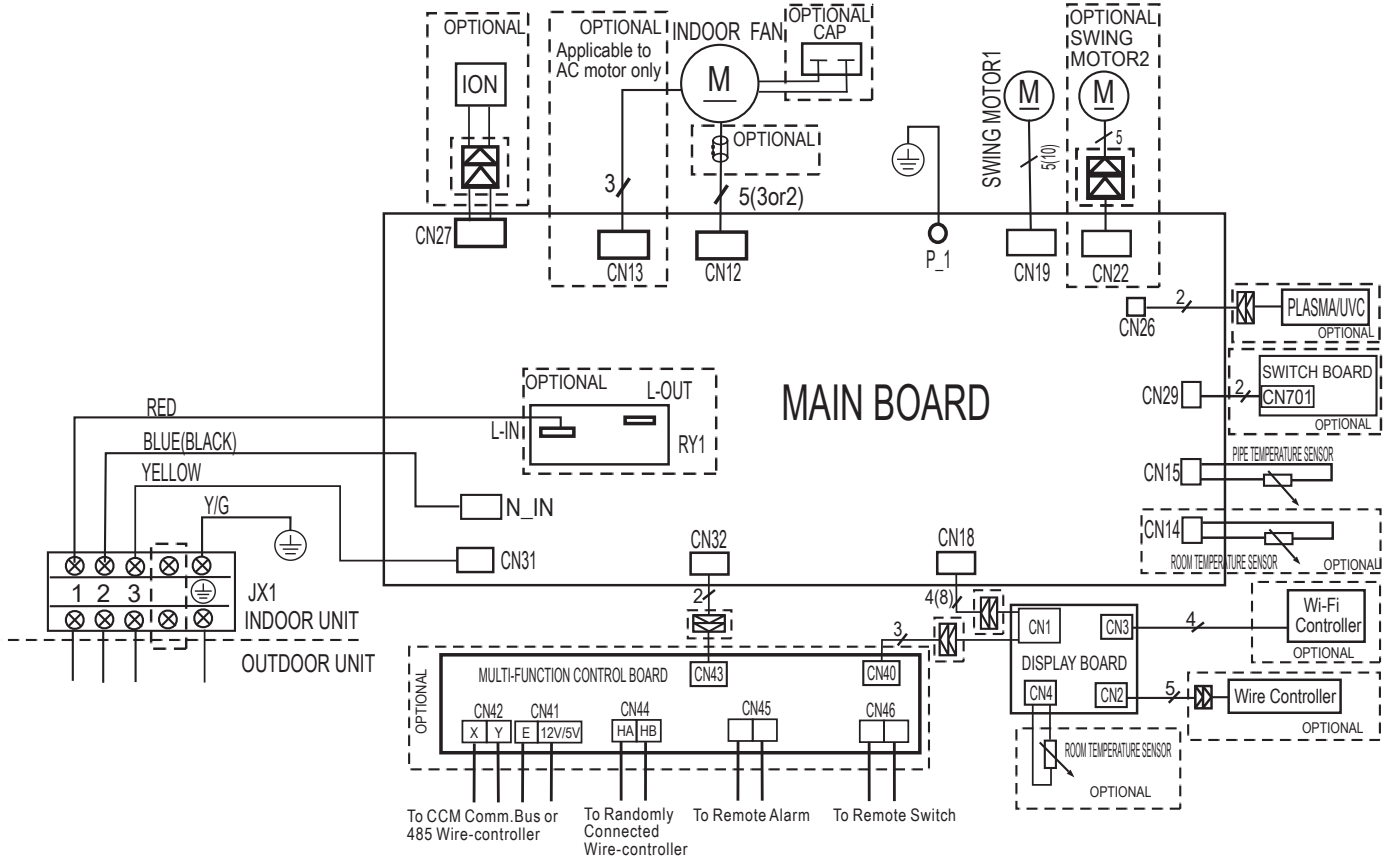 OPTIONAL
ION
CN27
OPTIONAL
Applicable to
AC motor only
3
CN13
INDOOR FAN
M
OPTIONAL
CAP
OPTIONAL
5(3or2)
CN12
P_1
SWING MOTOR1
M
5(10)
CN19
OPTIONAL
SWING
MOTOR2
M
5
CN22
CN26
2
PLASMA/UVC
OPTIONAL
CN29
2
SWITCH BOARD
CN701
OPTIONAL
CN15
PIPE TEMPERATURE SENSOR
CN14
ROOM TEMPERATURE SENSOR
OPTIONAL
MAIN BOARD
OPTIONAL
L-OUT
L-IN
RY1
RED
BLUE(BLACK)
YELLOW
Y/G
N_IN
CN31
1 2 3
JX1
INDOOR UNIT
OUTDOOR UNIT
CN32
2
CN18
4(8)
3
OPTIONAL
MULTI-FUNCTION CONTROL BOARD
CN43
CN40
CN42
X Y
CN41
E 12V/5V
CN44
HA HB
CN45
CN46
To CCM Comm.Bus or
485 Wire-controller
To Randomly
Connected
Wire-controller
To Remote Alarm
To Remote Switch
CN1
CN3
DISPLAY BOARD
CN4
CN2
4
Wi-Fi
Controller
OPTIONAL
5
Wire Controller
OPTIONAL
ROOM TEMPERATURE SENSOR
OPTIONAL